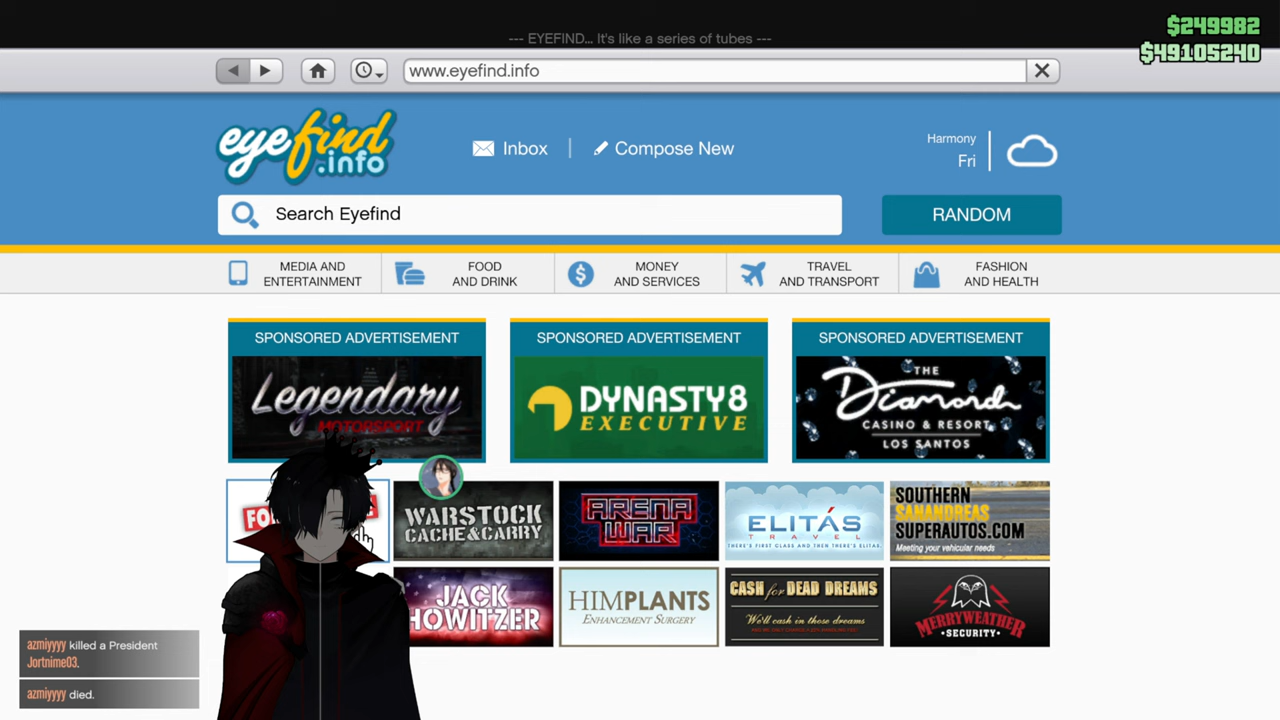 $249982
$49105240
--- EYEFIND... It's like a series of tubes ---
www.eyefind.info
eyefind
.info
Inbox
Compose New
Harmony
Fri
Search Eyefind
RANDOM
MEDIA AND
ENTERTAINMENT
FOOD
AND DRINK
MONEY
AND SERVICES
TRAVEL
AND TRANSPORT
FASHION
AND HEALTH
SPONSORED ADVERTISEMENT
Legendary
MOTORSPORT
SPONSORED ADVERTISEMENT
DYNASTY8
EXECUTIVE
SPONSORED ADVERTISEMENT
THE
Diamond
CASINO & RESORT
LOS SANTOS
WARSTOCK
CACHE&CARRY
ARENA
WAR
ELITÁS
TRAVEL
THERE'S FIRST CLASS AND THEN THERE'S ELITAS.
SOUTHERN
SANANDREAS
SUPERAUTOS.COM
Meeting your vehicular needs
JACK
HOWITZER
HIMPLANTS
ENHANCEMENT SURGERY
CASH for DEAD DREAMS
We'll cash in those dreams
MERRYWEATHER
SECURITY
azmiyyyy killed a President
Jortnime03.
azmiyyyy died.